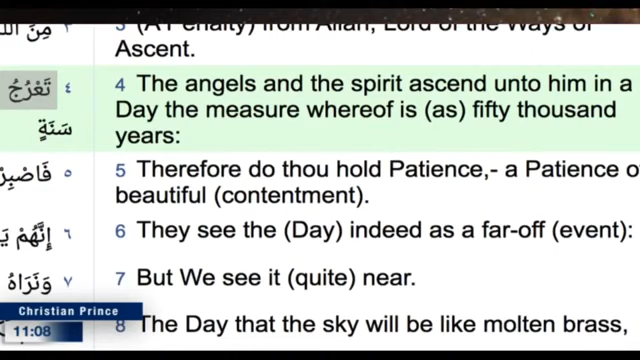 مِنَ
3 (A Penalty) from Allah, Lord of the Ways of
Ascent.
٤ تَعْرُجُ
4 The angels and the spirit ascend unto him in a
Day the measure whereof is (as) fifty thousand
سَنَةٍ
years:
٥ فَاصْبِرْ
5 Therefore do thou hold Patience,- a Patience of
beautiful (contentment).
٦ إِنَّهُمْ
6 They see the (Day) indeed as a far-off (event):
٧ وَنَرَاهُ
7 But We see it (quite) near.
Christian Prince
11:08
8 The Day that the sky will be like molten brass,